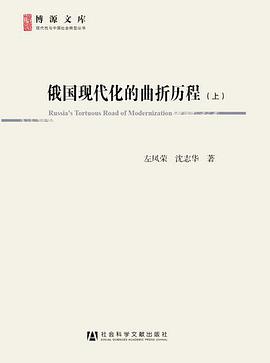 博源文库
现代性与中国社会转型丛书
俄国现代化的曲折历程（上）
Russia's Tortuous Road of Modernization
左凤荣 沈志华 著
社会科学文献出版社
SOCIAL SCIENCES ACADEMIC PRESS (CHINA)